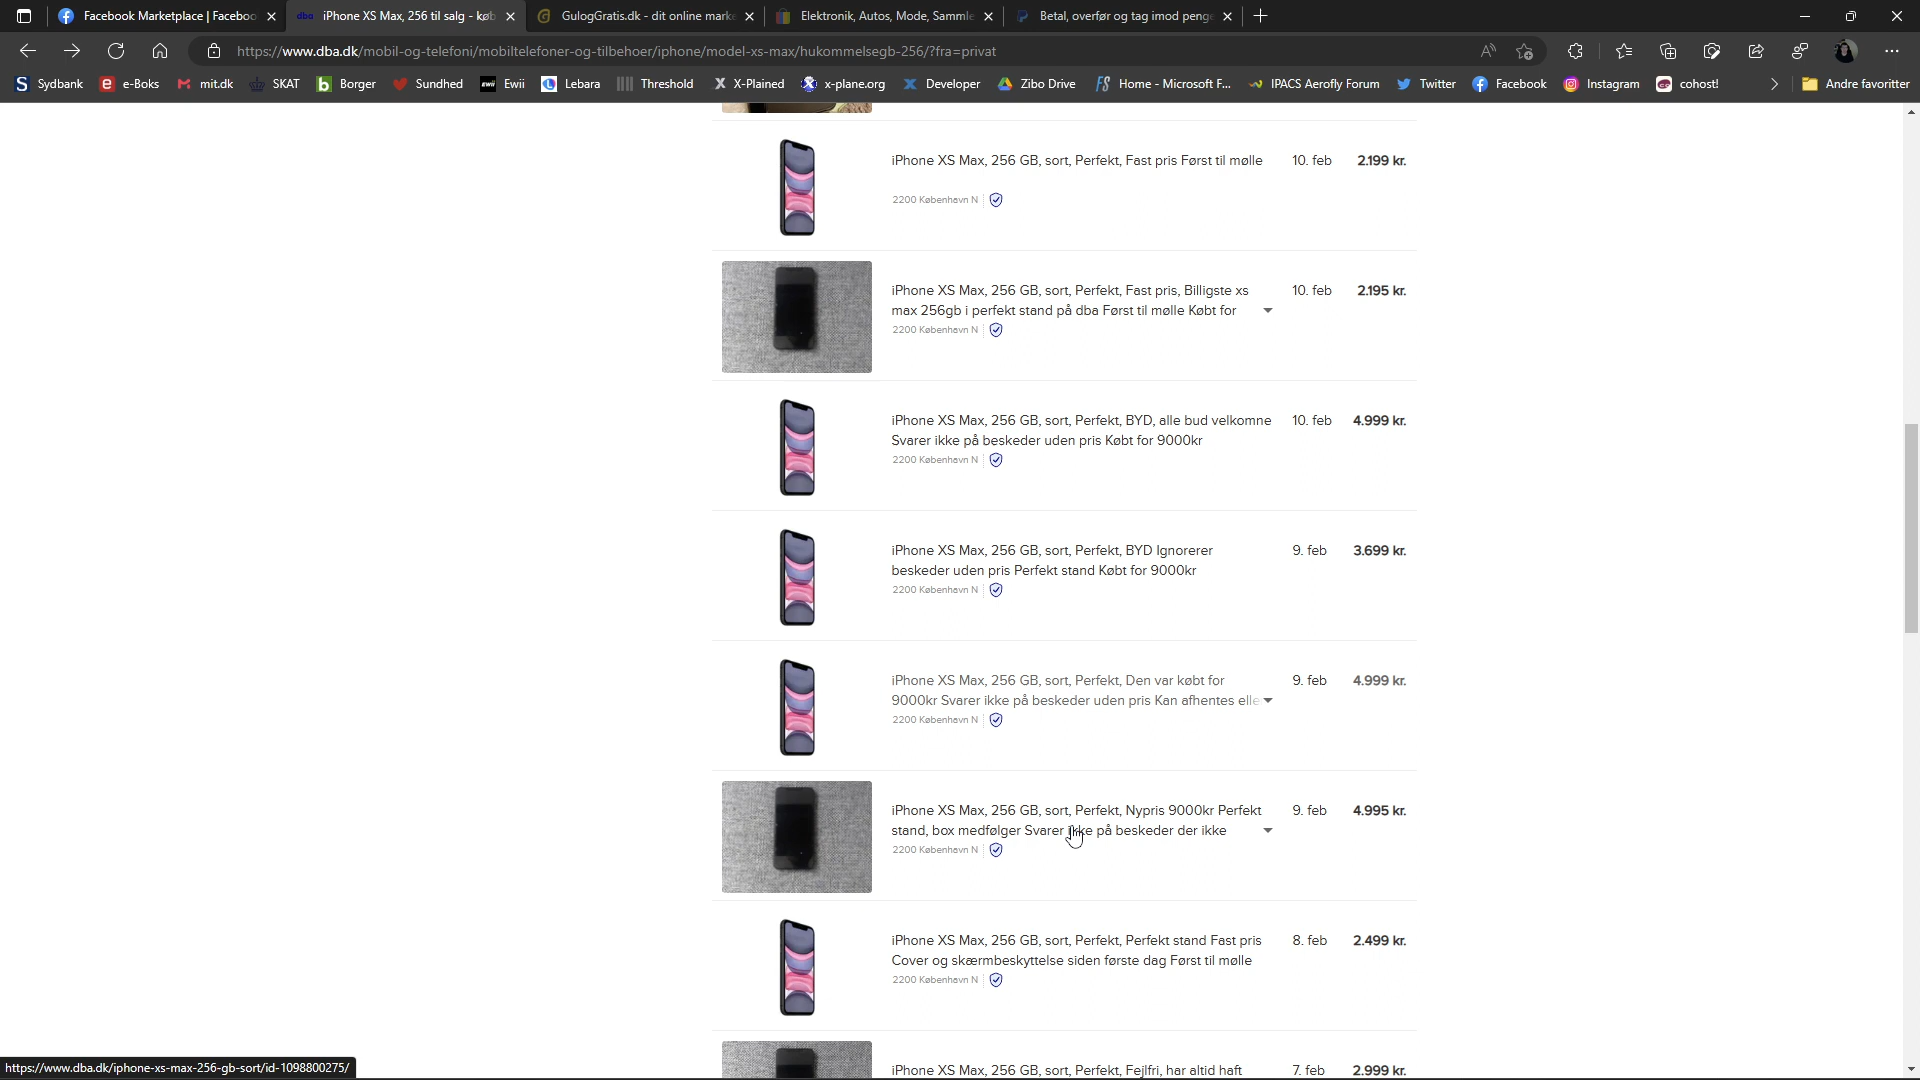 Facebook Marketplace | Faceboo
dba iPhone XS Max, 256 til salg - køb
GulogGratis.dk - dit online marke
Elektronik, Autos, Mode, Sammle
Betal, overfør og tag imod penge
https://www.dba.dk/mobil-og-telefoni/mobiltelefoner-og-tilbehoer/iphone/model-xs-max/hukommelsegb-256/?fra=privat
Sydbank
e-Boks
mit.dk
SKAT
Borger
Sundhed
Ewii
Lebara
Threshold
X-Plained
x-plane.org
Developer
Zibo Drive
Home - Microsoft F...
IPACS Aerofly Forum
Twitter
Facebook
Instagram
cohost!
Andre favoritter
iPhone XS Max, 256 GB, sort, Perfekt, Fast pris Først til mølle 10. feb 2.199 kr.
2200 København N
iPhone XS Max, 256 GB, sort, Perfekt, Fast pris, Billigste xs 10. feb 2.195 kr.
max 256gb i perfekt stand på dba Først til mølle Købt for
2200 København N
iPhone XS Max, 256 GB, sort, Perfekt, BYD, alle bud velkomne 10. feb 4.999 kr.
Svarer ikke på beskeder uden pris Købt for 9000kr
2200 København N
iPhone XS Max, 256 GB, sort, Perfekt, BYD Ignorerer 9. feb 3.699 kr.
beskeder uden pris Perfekt stand Købt for 9000kr
2200 København N
iPhone XS Max, 256 GB, sort, Perfekt, Den var købt for 9. feb 4.999 kr.
9000kr Svarer ikke på beskeder uden pris Kan afhentes elle
2200 København N
iPhone XS Max, 256 GB, sort, Perfekt, Nypris 9000kr Perfekt 9. feb 4.995 kr.
stand, box medfølger Svarer ikke på beskeder der ikke
2200 København N
iPhone XS Max, 256 GB, sort, Perfekt, Perfekt stand Fast pris 8. feb 2.499 kr.
Cover og skærmbeskyttelse siden første dag Først til mølle
2200 København N
iPhone XS Max, 256 GB, sort, Perfekt, Fejlfri, har altid haft 7. feb 2.999 kr.
https://www.dba.dk/iphone-xs-max-256-gb-sort/id-1098800275/